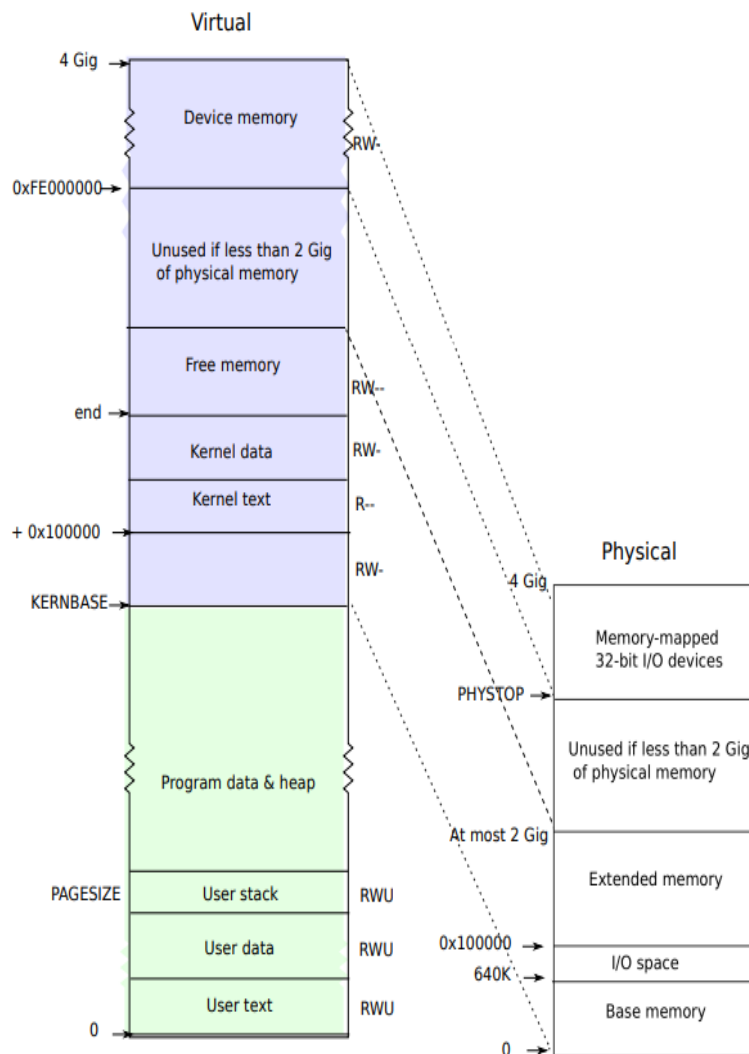 Virtual
4 Gig
Device memory
RW-
0xFE000000
Unused if less than 2 Gig
of physical memory
Free memory
RW--
end
Kernel data
RW-
Kernel text
R--
+ 0x100000
RW-
KERNBASE
Program data & heap
PAGESIZE
User stack
RWU
User data
RWU
User text
RWU
0
Physical
4 Gig
Memory-mapped
32-bit I/O devices
PHYSTOP
Unused if less than 2 Gig
of physical memory
At most 2 Gig
Extended memory
0x100000
I/O space
640K
Base memory
0